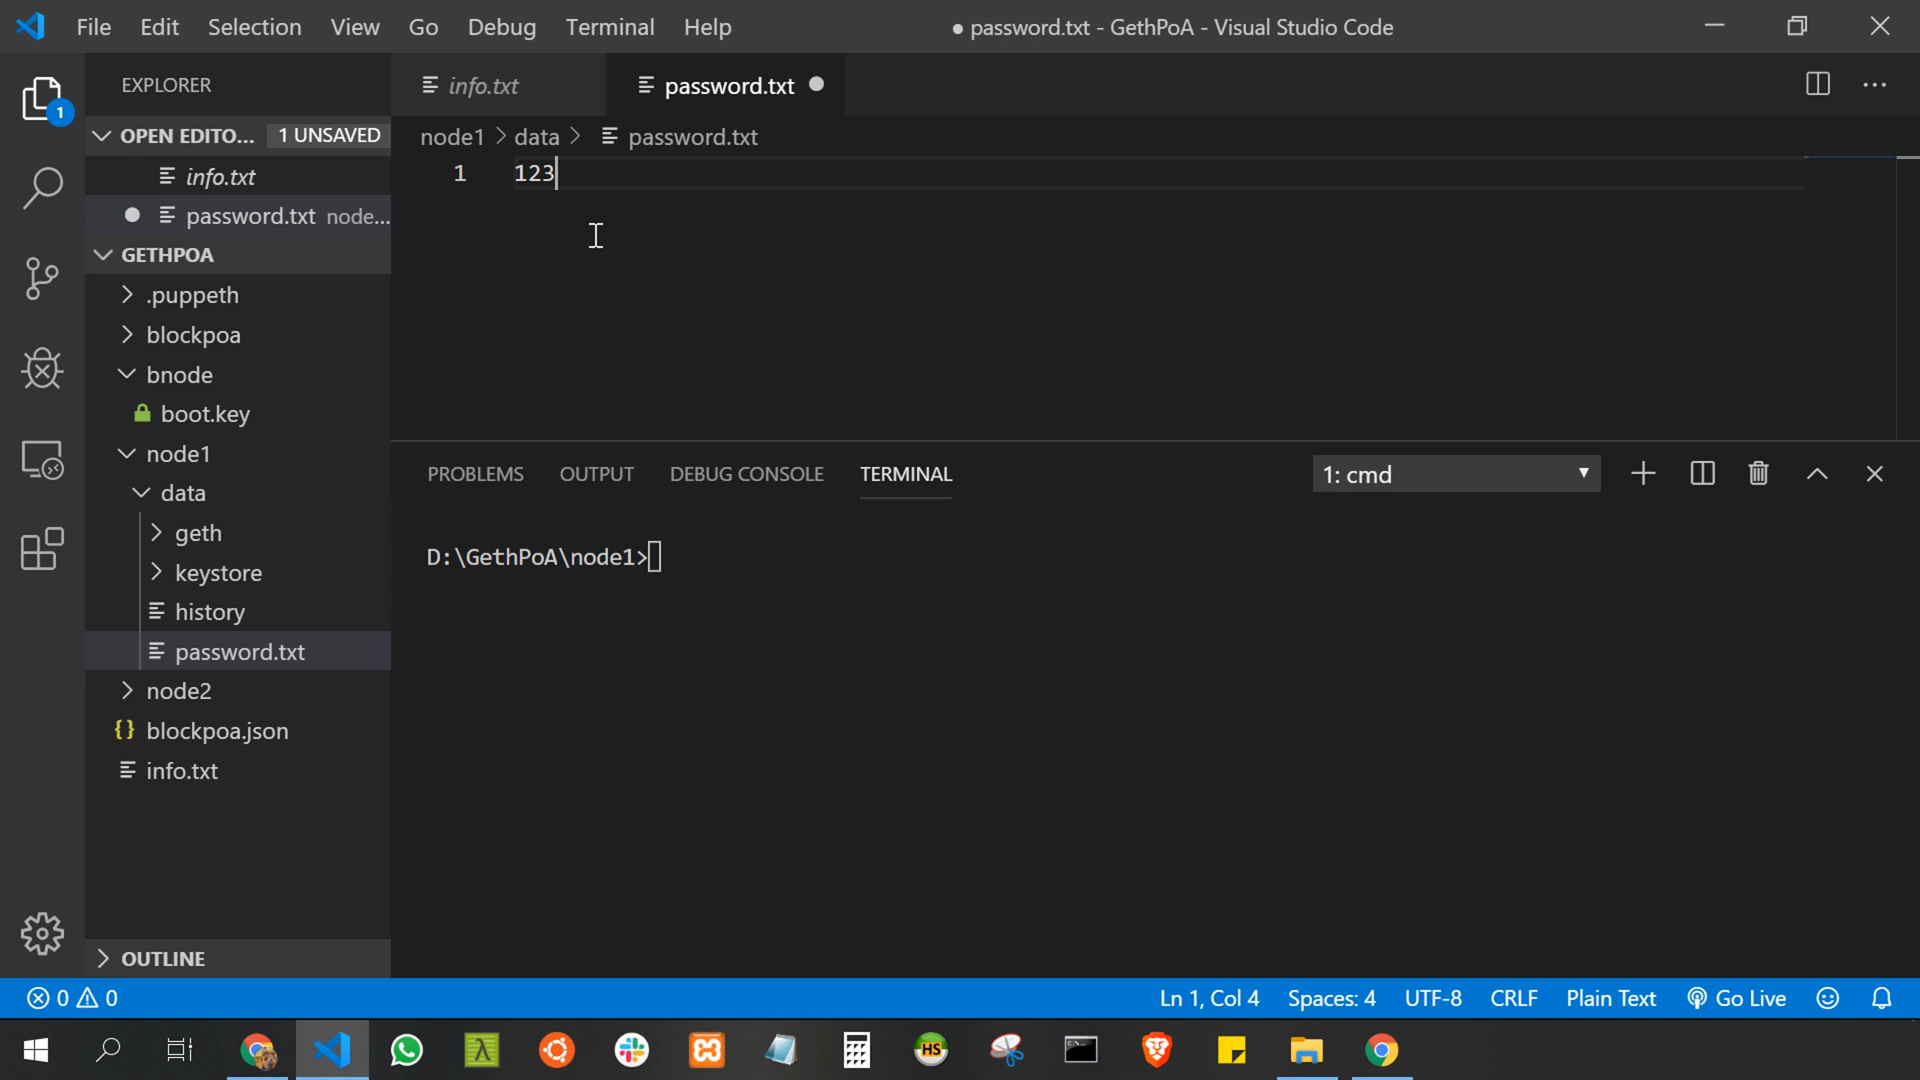 File Edit Selection View Go Debug Terminal Help
● password.txt - GethPoA - Visual Studio Code
EXPLORER
1
OPEN EDITO... 1 UNSAVED
info.txt
password.txt node...
GETHPOA
.puppeth
blockpoa
bnode
boot.key
node1
data
geth
keystore
history
password.txt
node2
blockpoa.json
info.txt
OUTLINE
info.txt password.txt
node1 > data > password.txt
1 123
PROBLEMS OUTPUT DEBUG CONSOLE TERMINAL 1: cmd
D:\GethPoA\node1>
0 0 Ln 1, Col 4 Spaces: 4 UTF-8 CRLF Plain Text Go Live
HS